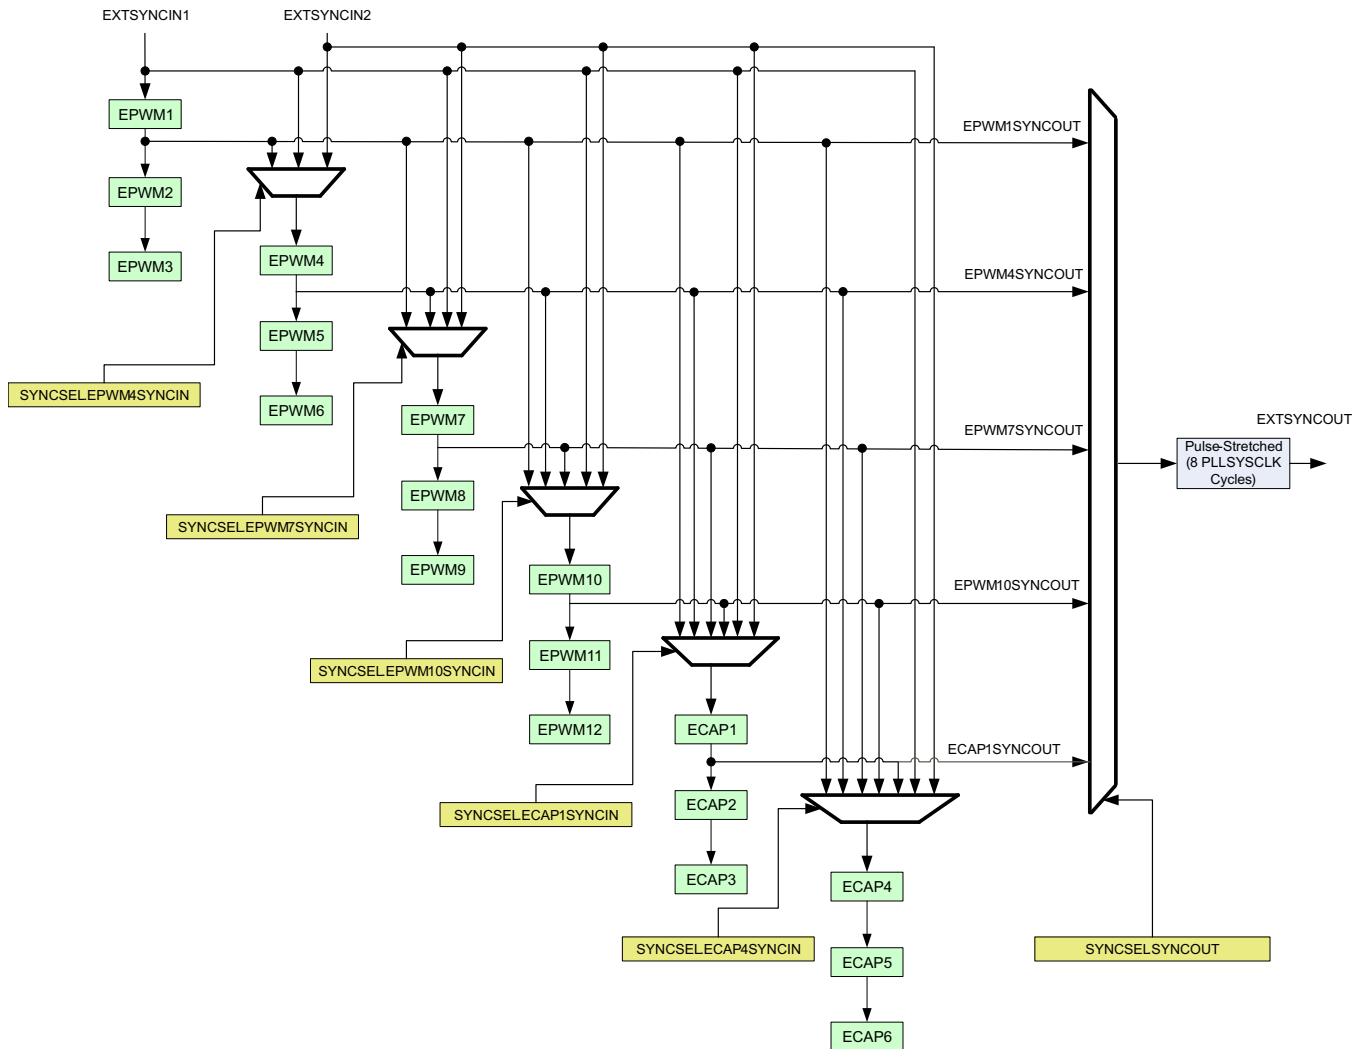 EXTSYNCIN1
EXTSYNCIN2
EPWM1
EPWM1SYNCOUT
EPWM2
EPWM3
EPWM4
EPWM4SYNCOUT
EPWM5
SYNCSELEPWM4SYNCIN
EPWM6
EPWM7
EPWM7SYNCOUT
EXTSYNCOUT
Pulse-Stretched
(8 PLLSYSCLK
Cycles)
EPWM8
SYNCSELEPWM7SYNCIN
EPWM9
EPWM10
EPWM10SYNCOUT
EPWM11
SYNCSELEPWM10SYNCIN
EPWM12
ECAP1
ECAP1SYNCOUT
ECAP2
SYNCSELECAP1SYNCIN
ECAP3
ECAP4
SYNCSELECAP4SYNCIN
SYNCSELSYNCOUT
ECAP5
ECAP6